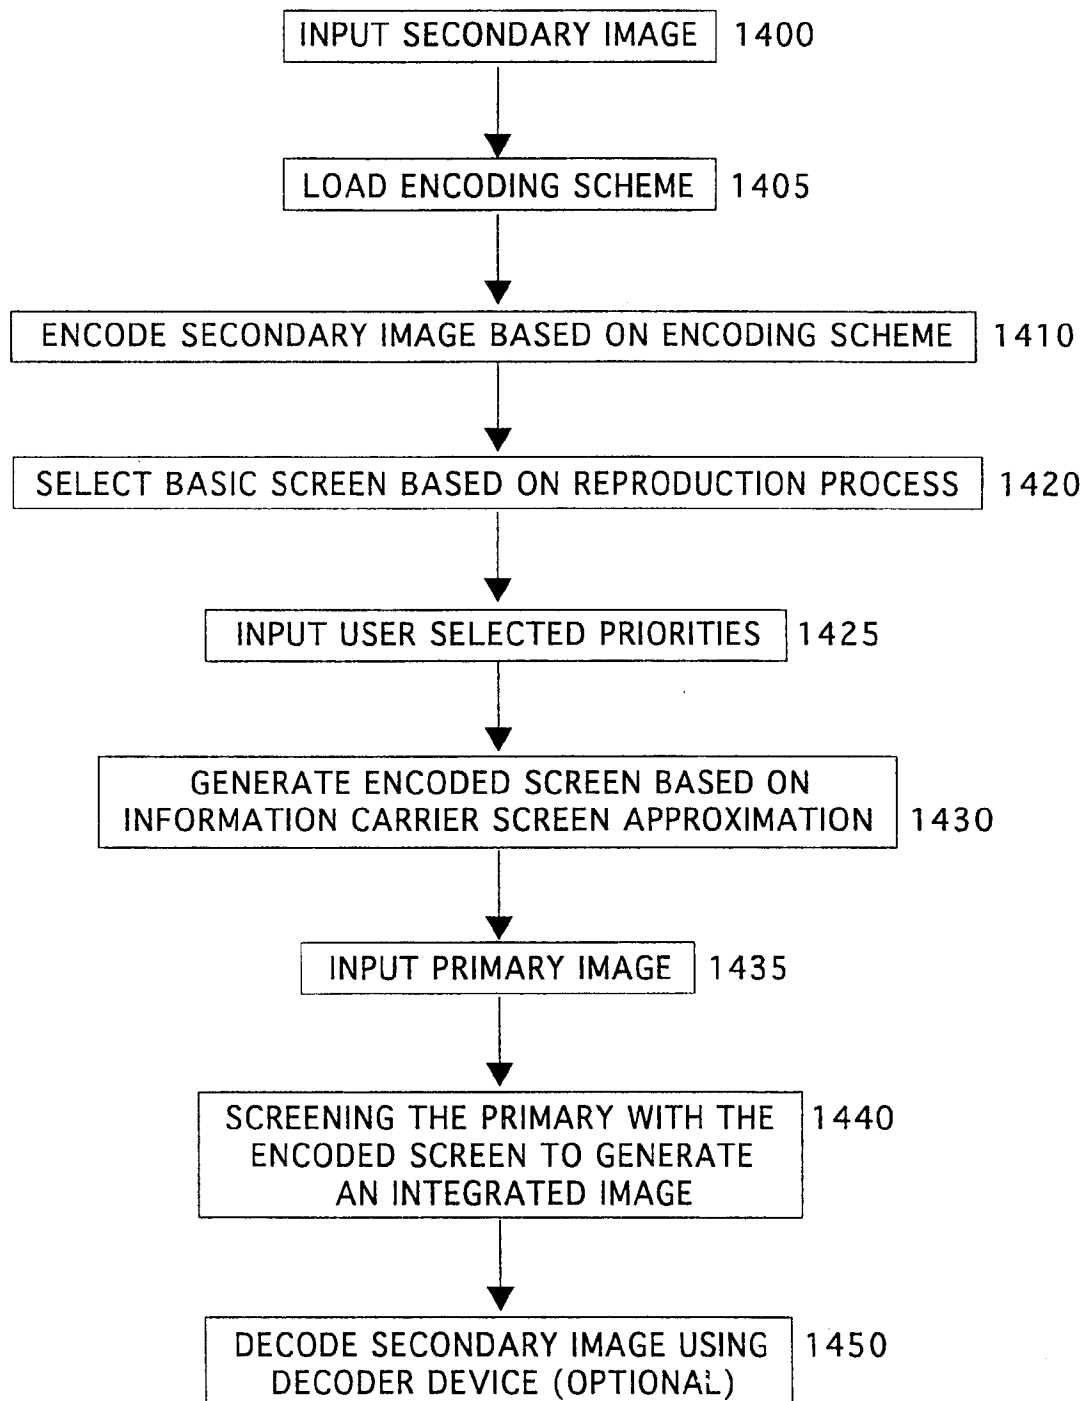 INPUT SECONDARY IMAGE 1400
LOAD ENCODING SCHEME 1405
ENCODE SECONDARY IMAGE BASED ON ENCODING SCHEME 1410
SELECT BASIC SCREEN BASED ON REPRODUCTION PROCESS 1420
INPUT USER SELECTED PRIORITIES 1425
GENERATE ENCODED SCREEN BASED ON
INFORMATION CARRIER SCREEN APPROXIMATION 1430
INPUT PRIMARY IMAGE 1435
SCREENING THE PRIMARY WITH THE 1440
ENCODED SCREEN TO GENERATE
AN INTEGRATED IMAGE
DECODE SECONDARY IMAGE USING 1450
DECODER DEVICE (OPTIONAL)